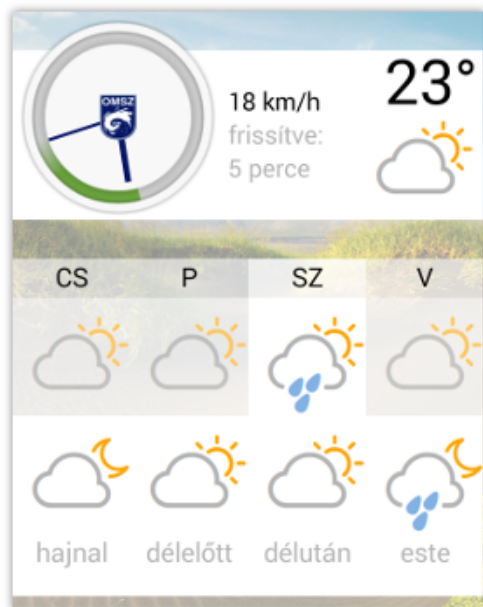 OMSZ
18 km/h
frissítve:
5 perce
23°
CS P SZ V
hajnal délelőtt délután este